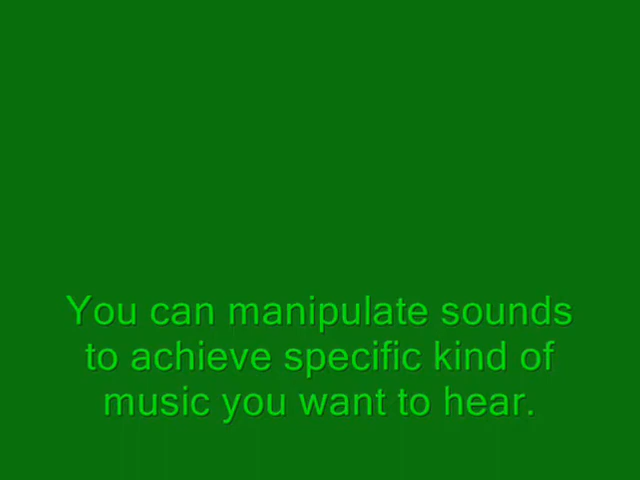 You can manipulate sounds
to achieve specific kind of
music you want to hear.